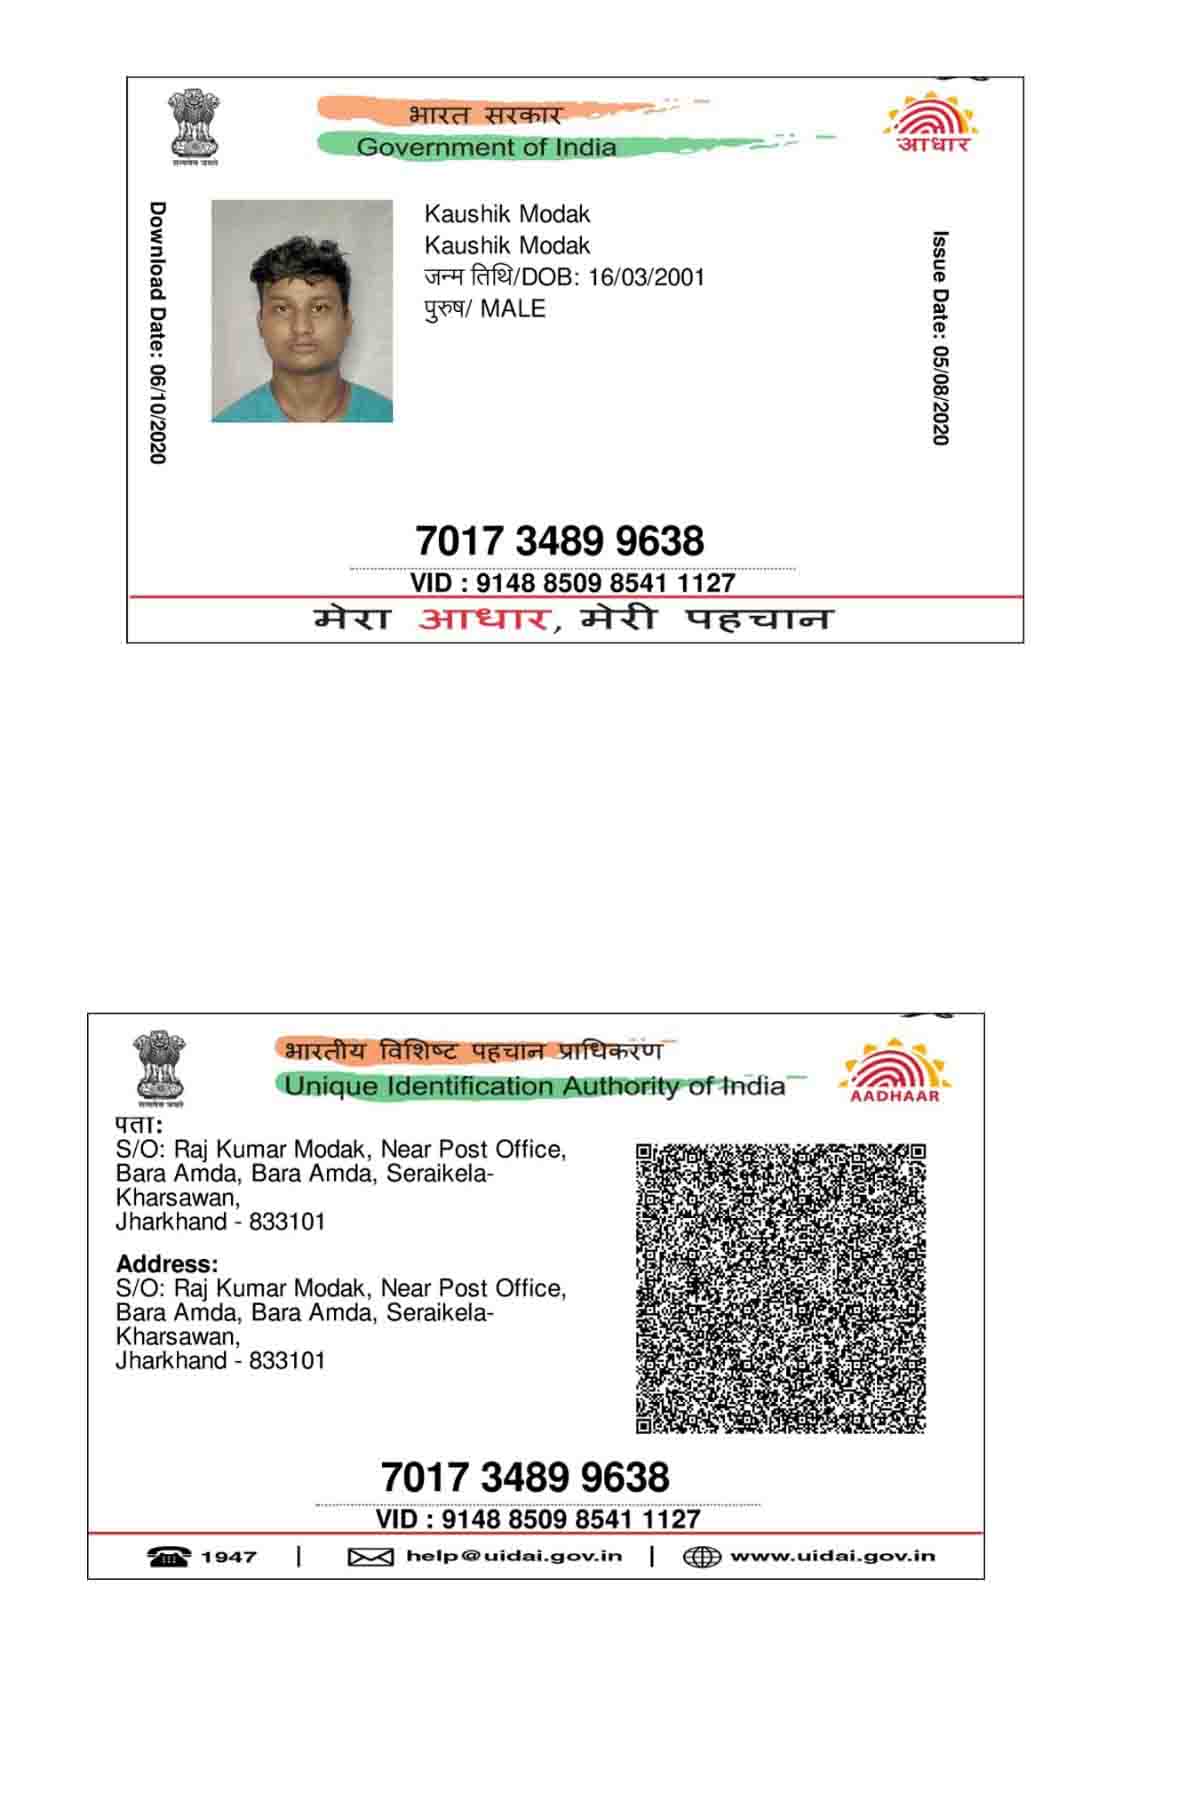 भारत सरकार
Government of India
सत्यमेव जयते
आधार
Download Date: 06/10/2020
Kaushik Modak
Kaushik Modak
जन्म तिथि/DOB: 16/03/2001
पुरुष/ MALE
Issue Date: 05/08/2020
7017 3489 9638
VID : 9148 8509 8541 1127
मेरा आधार, मेरी पहचान
भारतीय विशिष्ट पहचान प्राधिकरण
Unique Identification Authority of India
सत्यमेव जयते
AADHAAR
पता:
S/O: Raj Kumar Modak, Near Post Office,
Bara Amda, Bara Amda, Seraikela-
Kharsawan,
Jharkhand - 833101
Address:
S/O: Raj Kumar Modak, Near Post Office,
Bara Amda, Bara Amda, Seraikela-
Kharsawan,
Jharkhand - 833101
7017 3489 9638
VID : 9148 8509 8541 1127
1947 | help@uidai.gov.in | www.uidai.gov.in